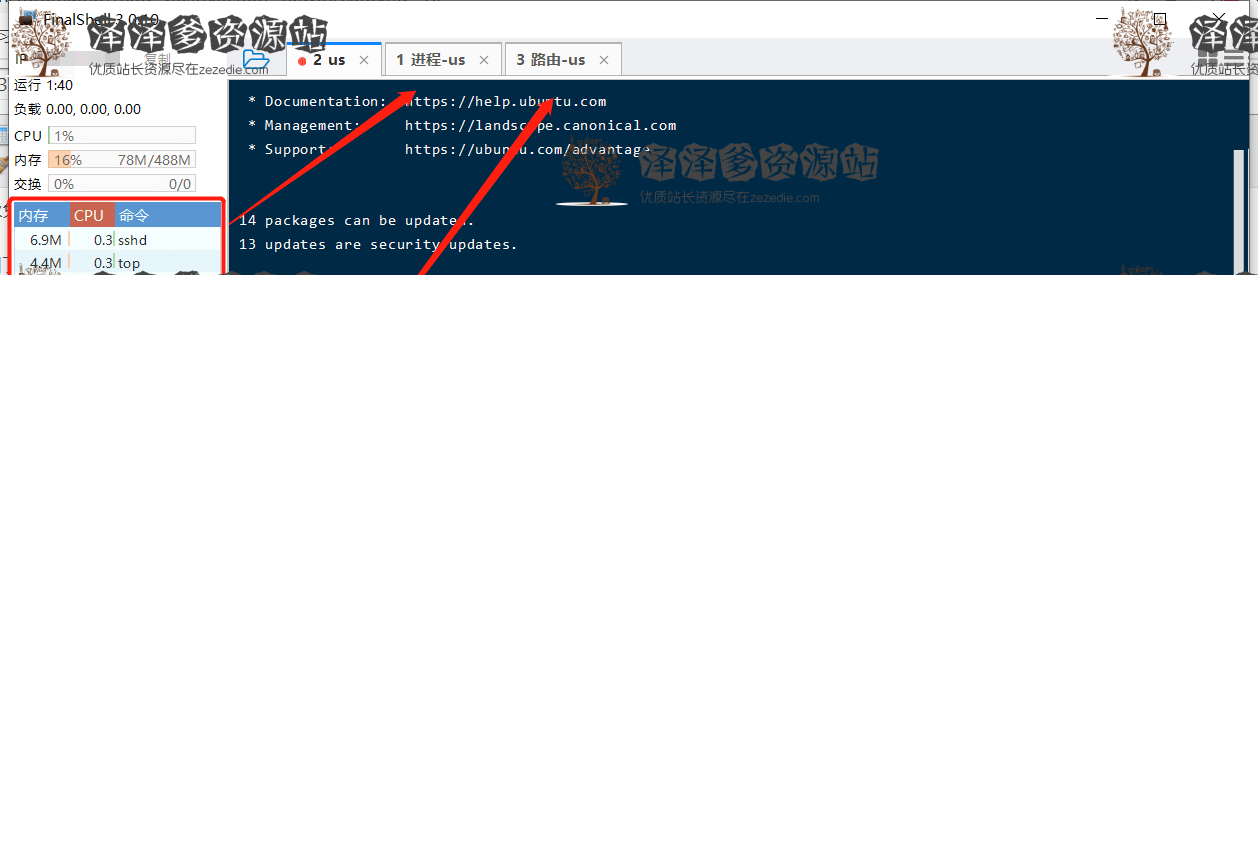 FinalShell 3.0.10
泽泽爹资源站
优质站长资源尽在zezedie.com
IP
复制
2 us
1 进程-us
3 路由-us
运行 1:40
负载 0.00, 0.00, 0.00
CPU 1%
内存 16% 78M/488M
交换 0% 0/0
内存 CPU 命令
6.9M 0.3 sshd
4.4M 0.3 top
* Documentation: https://help.ubuntu.com
* Management: https://landscape.canonical.com
* Support: https://ubuntu.com/advantage
泽泽爹资源站
优质站长资源尽在zezedie.com
14 packages can be updated.
13 updates are security updates.
泽泽
优质站长资